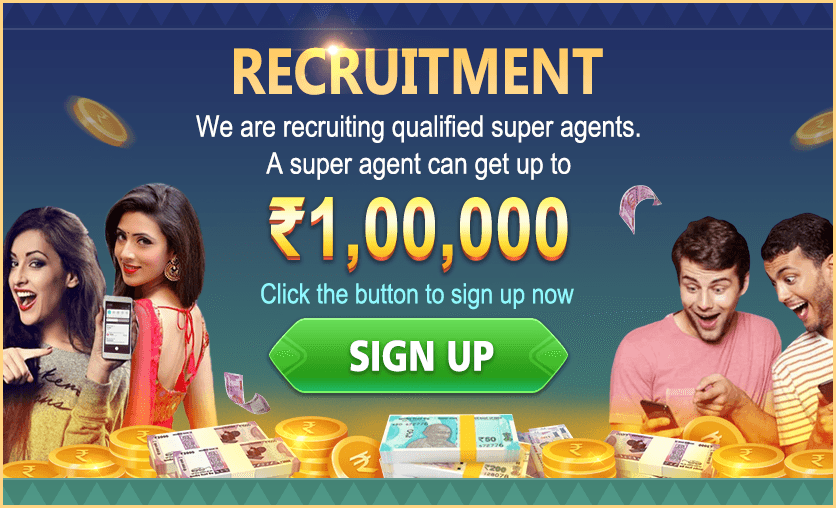 RECRUITMENT
We are recruiting qualified super agents.
A super agent can get up to
₹1,00,000
Click the button to sign up now
SIGN UP